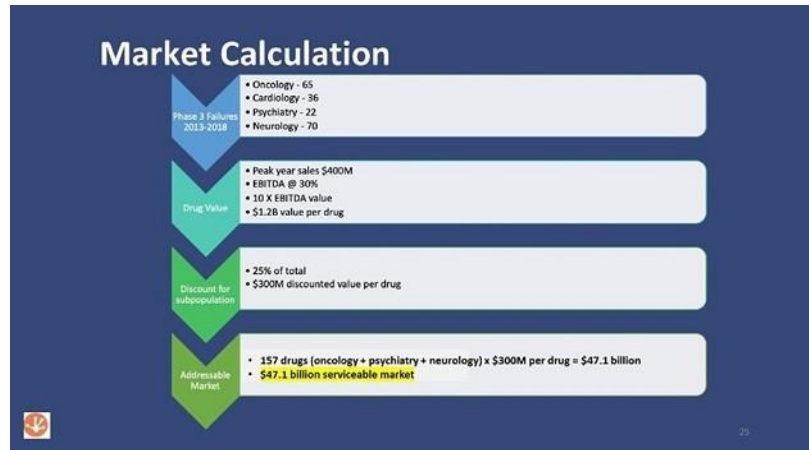 Market Calculation
Phase 3 Failures
2013-2018
• Oncology - 65
• Cardiology - 36
• Psychiatry - 22
• Neurology - 70
Drug Value
• Peak year sales $400M
• EBITDA @ 30%
• 10 X EBITDA value
• $1.2B value per drug
Discount for
subpopulation
• 25% of total
• $300M discounted value per drug
Addressable
Market
• 157 drugs (oncology + psychiatry + neurology) x $300M per drug = $47.1 billion
• $47.1 billion serviceable market
25